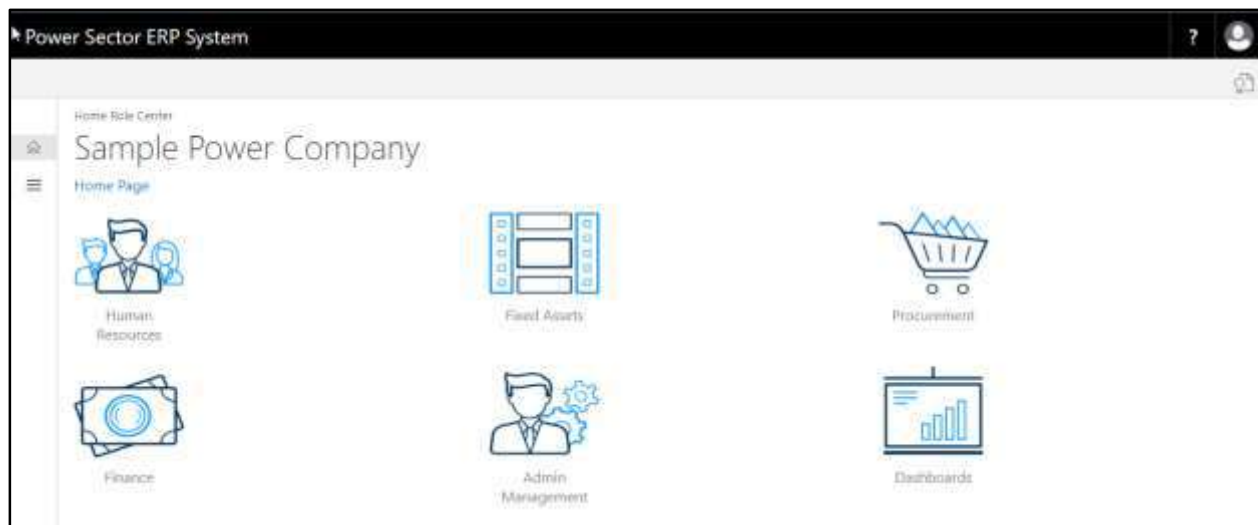 Power Sector ERP System
?
Home Role Center
Sample Power Company
Home Page
Human
Resources
Fixed Assets
Procurement
Finance
Admin
Management
Dashboards